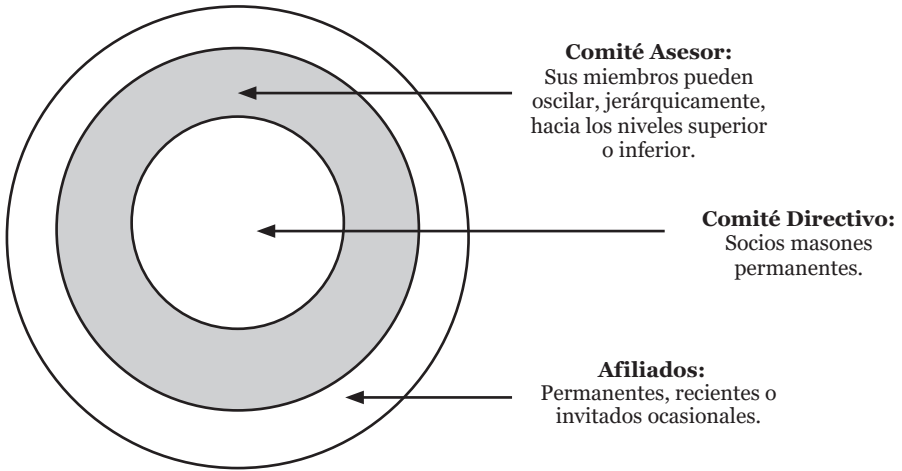 Comité Asesor:
Sus miembros pueden
oscilar, jerárquicamente,
hacia los niveles superior
o inferior.
Comité Directivo:
Socios masones
permanentes.
Afiliados:
Permanentes, recientes o
invitados ocasionales.